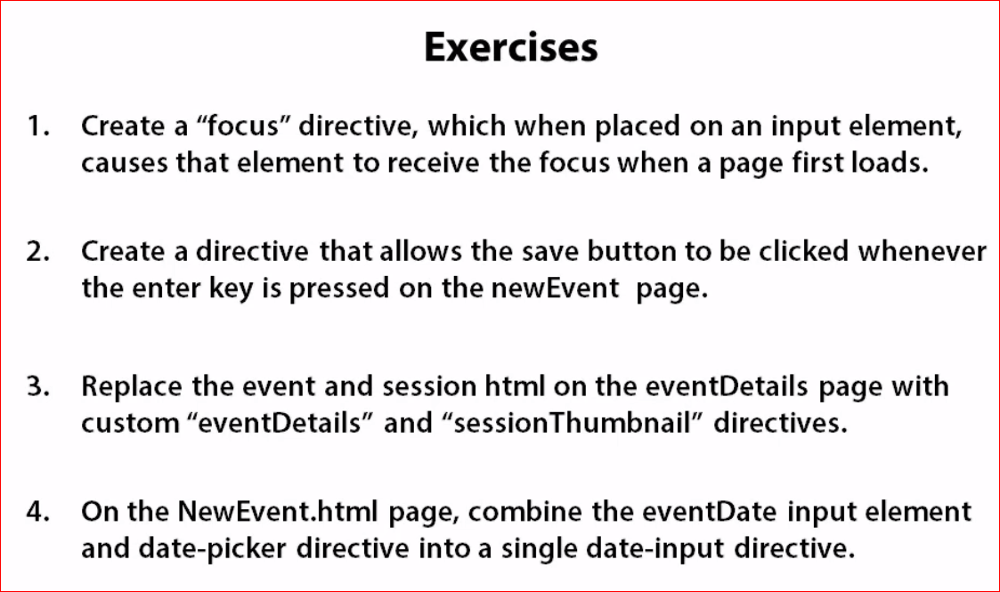 Exercises
1. Create a “focus” directive, which when placed on an input element,
causes that element to receive the focus when a page first loads.
2. Create a directive that allows the save button to be clicked whenever
the enter key is pressed on the newEvent  page.
3. Replace the event and session html on the eventDetails page with
custom “eventDetails” and “sessionThumbnail” directives.
4. On the NewEvent.html page, combine the eventDate input element
and date-picker directive into a single date-input directive.